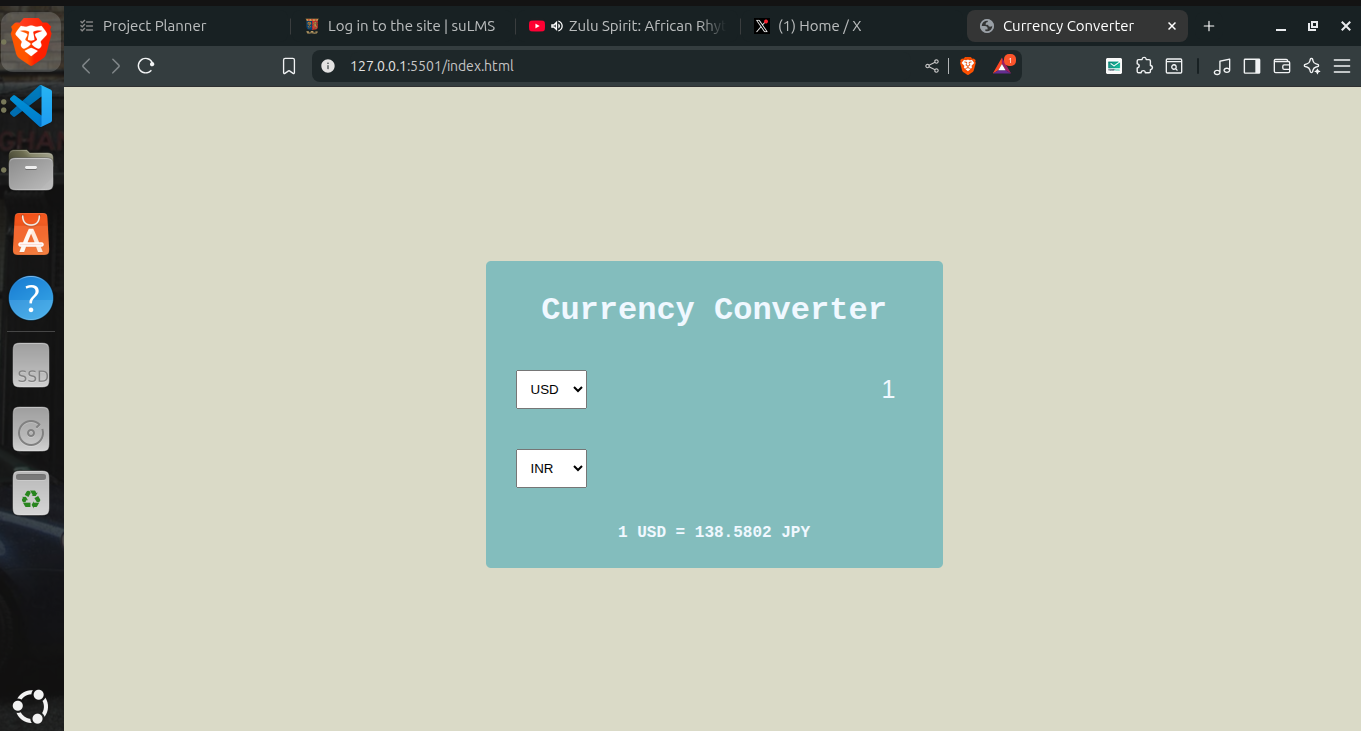 Project Planner
Log in to the site | suLMS
Zulu Spirit: African Rhyt
(1) Home / X
Currency Converter
127.0.0.1:5501/index.html
1
Currency Converter
USD
1
INR
1 USD = 138.5802 JPY
SSD